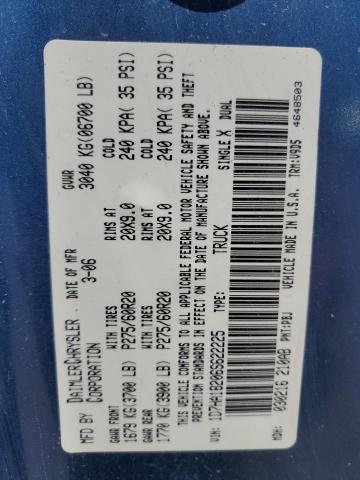 MFD BY DAIMLERCHRYSLER CORPORATION
DATE OF MFR 3-06
GVWR 3040 KG(06700 LB)
GAWR FRONT WITH TIRES RIMS AT COLD
1679 KG(3700 LB) P275/60R20 20X9.0 240 KPA( 35 PSI)
GAWR REAR WITH TIRES RIMS AT COLD
1770 KG(3900 LB) P275/60R20 20X9.0 240 KPA( 35 PSI)
THIS VEHICLE CONFORMS TO ALL APPLICABLE FEDERAL MOTOR VEHICLE SAFETY AND THEFT
PREVENTION STANDARDS IN EFFECT ON THE DATE OF MANUFACTURE SHOWN ABOVE.
VIN: 1D7HA18206S922225 TYPE: TRUCK SINGLE X DUAL
MDH: 030216 210AB PNT:PBJ VEHICLE MADE IN U.S.A. TRM:V9D5 4648503